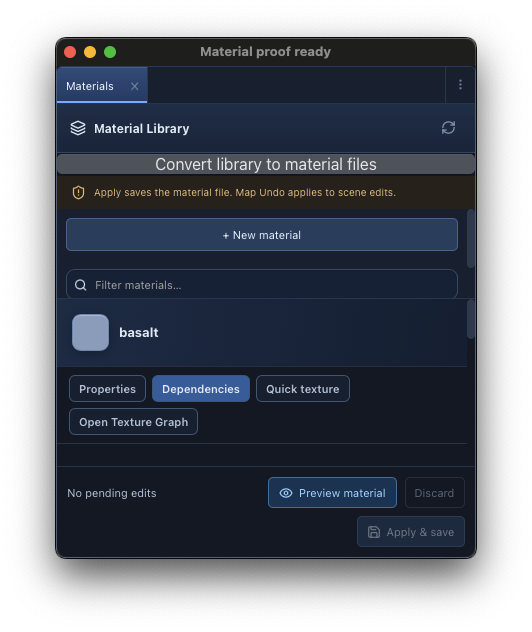 Material proof ready
Materials
Material Library
Convert library to material files
Apply saves the material file. Map Undo applies to scene edits.
+ New material
Filter materials...
basalt
Properties Dependencies Quick texture
Open Texture Graph
No pending edits Preview material Discard
Apply & save